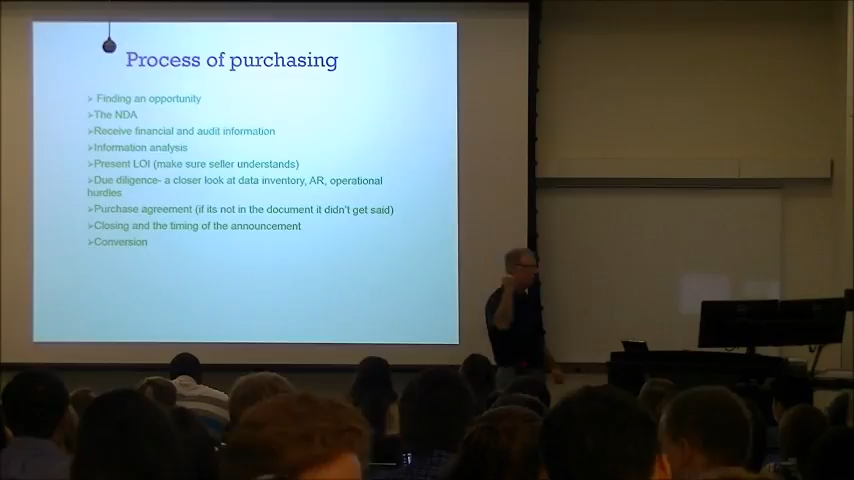 Process of purchasing
➢ Finding an opportunity
➢The NDA
➢Receive financial and audit information
➢Information analysis
➢Present LOI (make sure seller understands)
➢Due diligence- a closer look at data inventory, AR, operational
hurdles
➢Purchase agreement (if its not in the document it didn't get said)
➢Closing and the timing of the announcement
➢Conversion